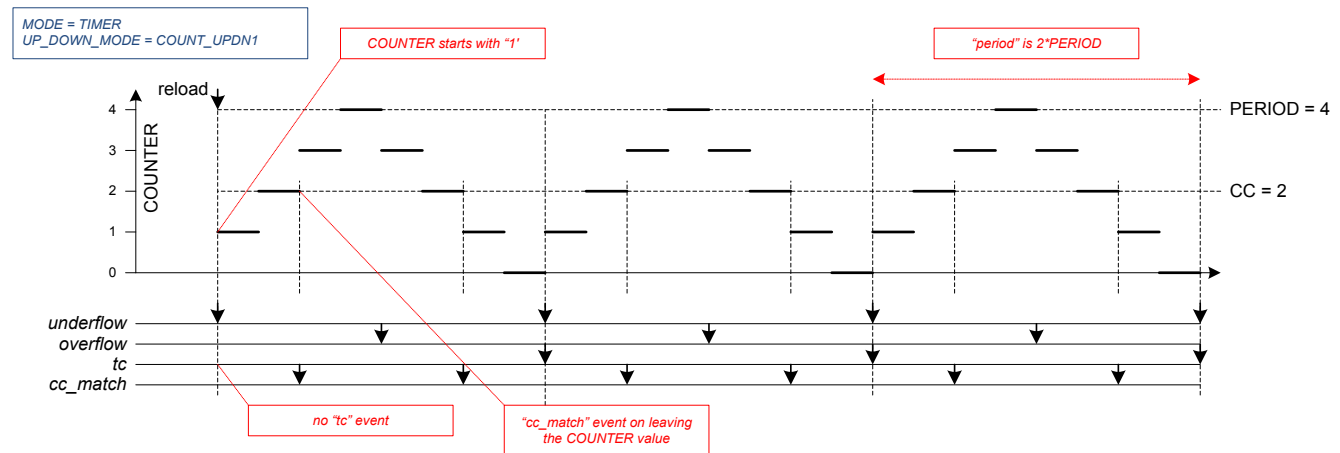 MODE = TIMER
UP_DOWN_MODE = COUNT_UPDN1
COUNTER starts with “1’
“period” is 2*PERIOD
reload
4
PERIOD = 4
3
COUNTER
2
CC = 2
1
0
underflow
overflow
tc
cc_match
no “tc” event
“cc_match” event on leaving
the COUNTER value